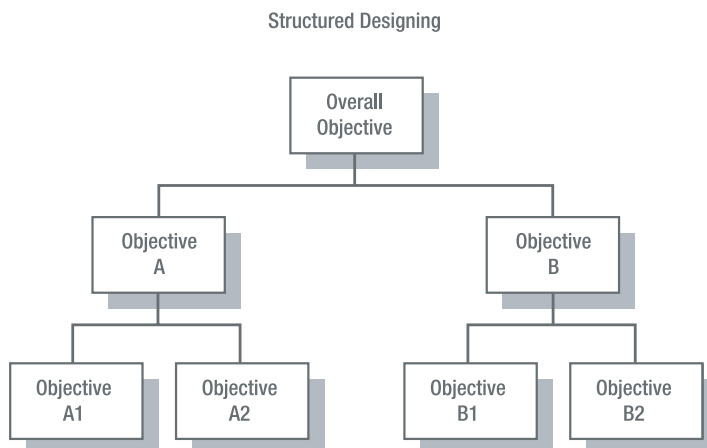 Structured Designing
Overall
Objective
Objective
A
Objective
B
Objective
A1
Objective
A2
Objective
B1
Objective
B2